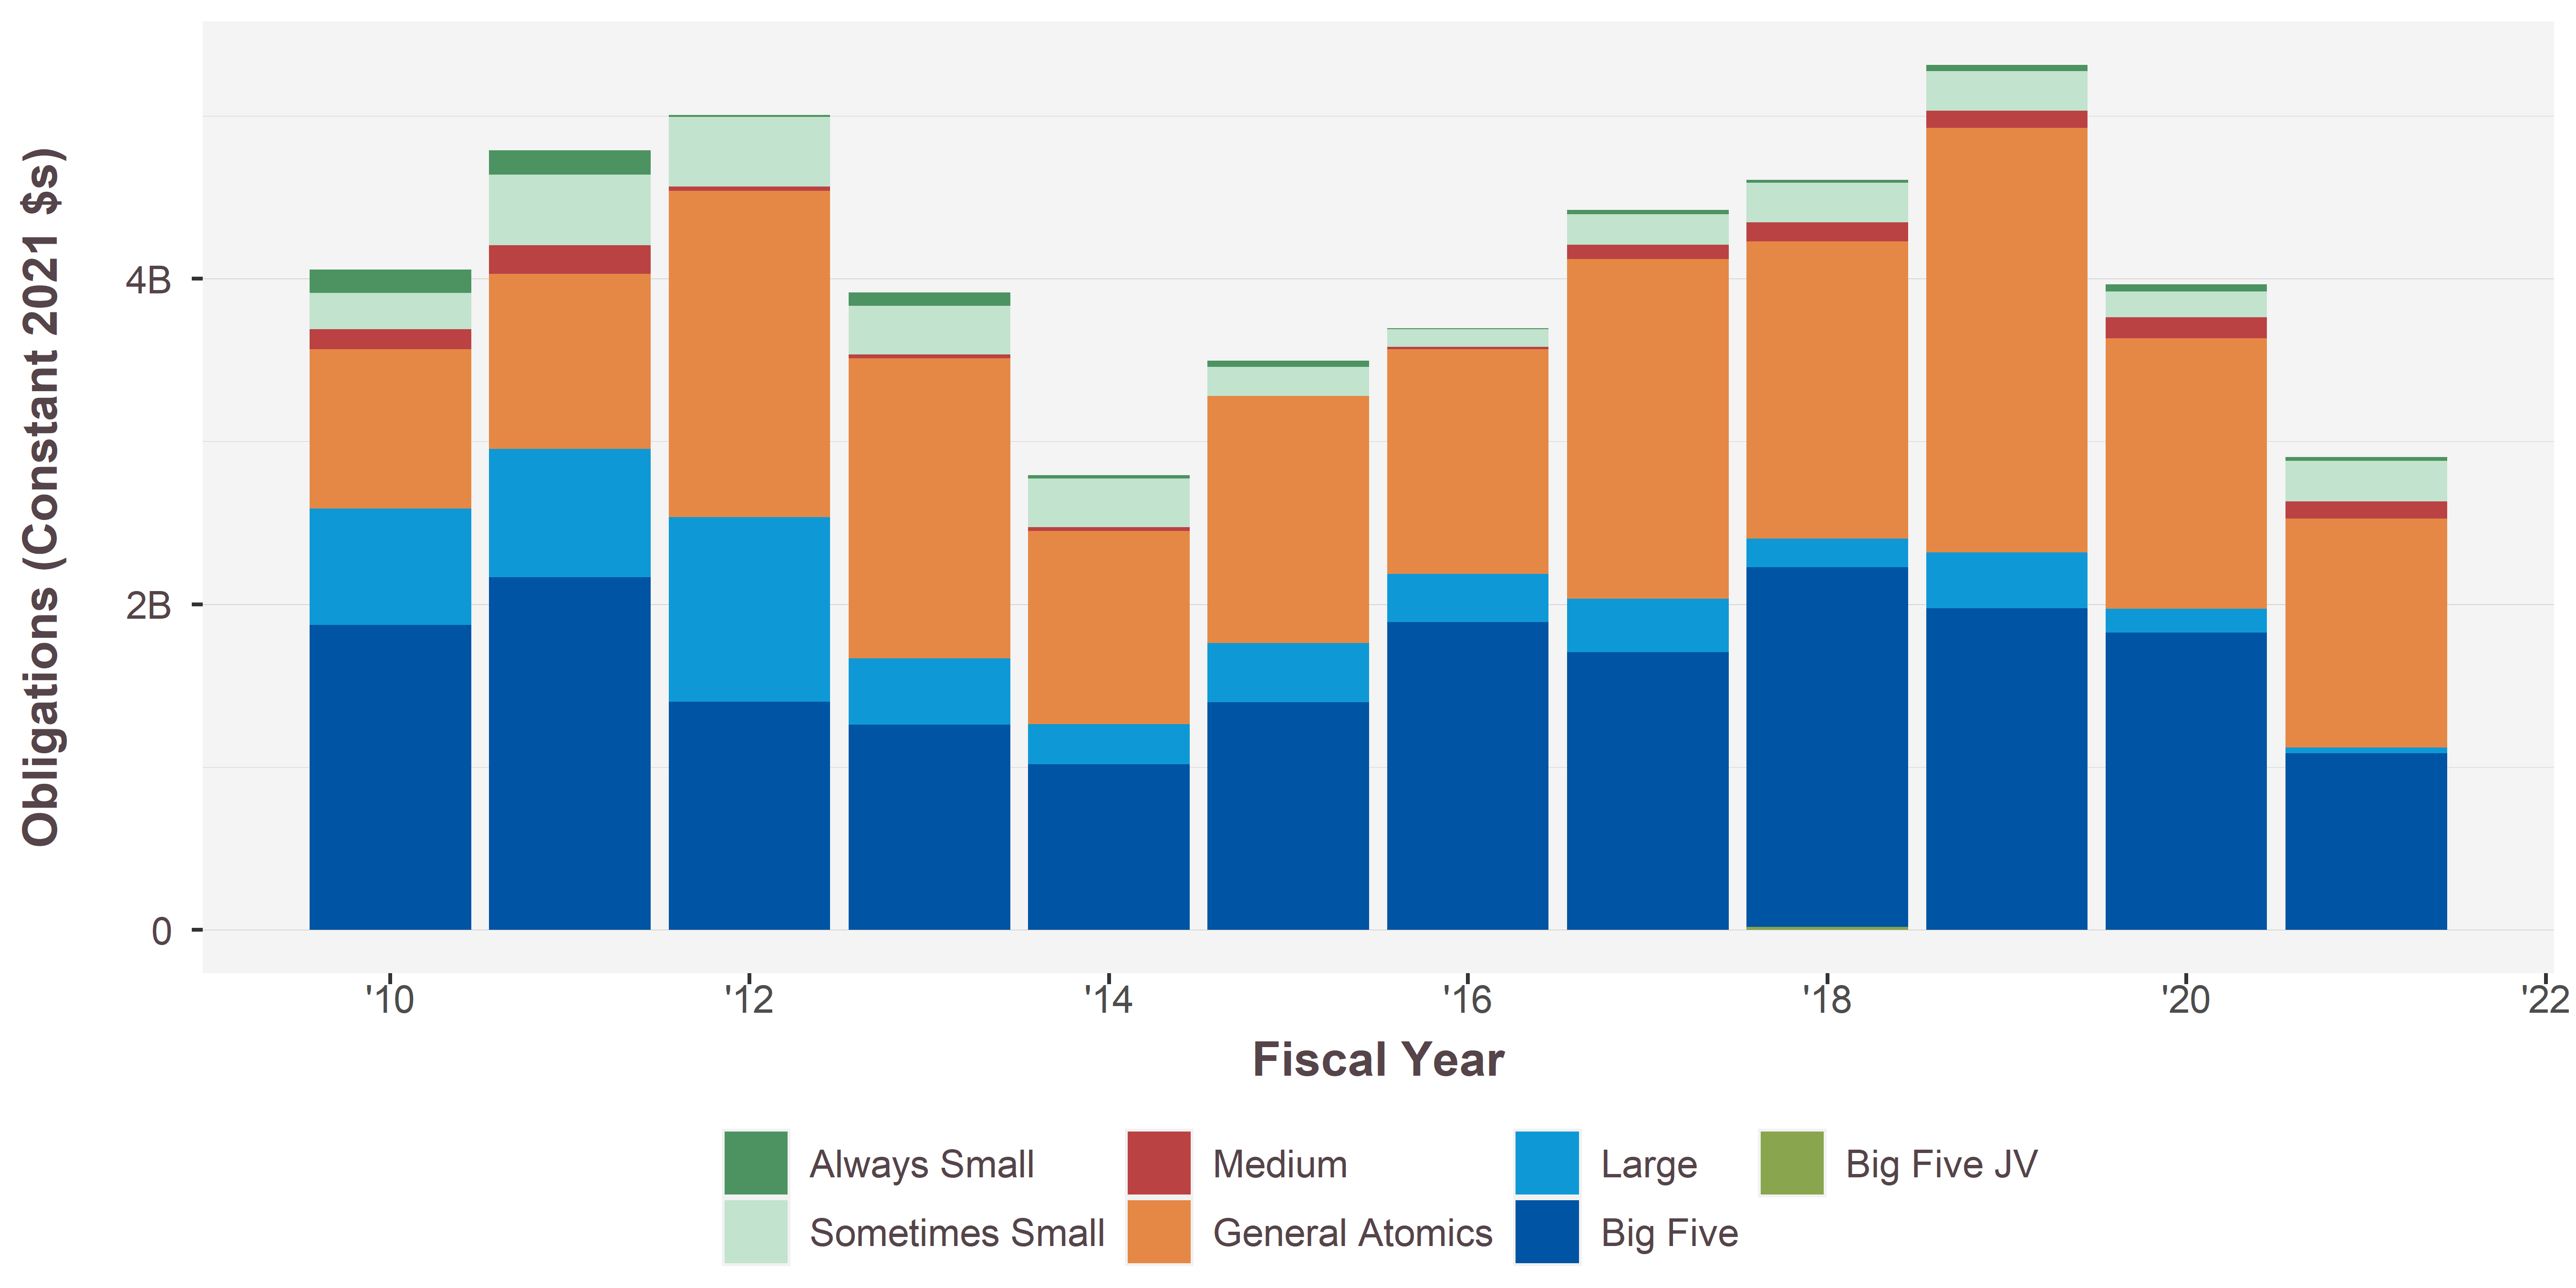 Obligations (Constant 2021 $s)
4B
2B
0
'10 '12 '14 '16 '18 '20 '22
Fiscal Year
Always Small Medium Large Big Five JV
Sometimes Small General Atomics Big Five